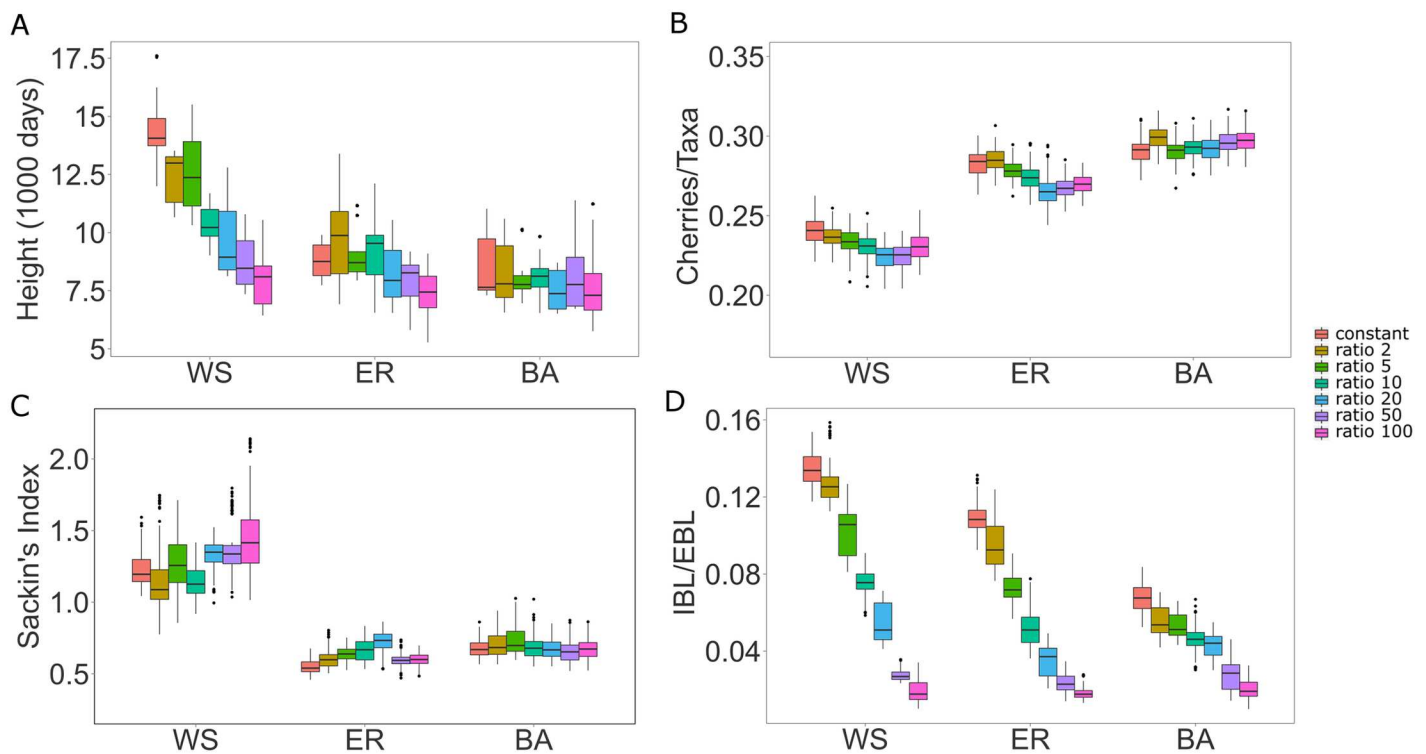 A
Height (1000 days)
17.5
15
12.5
10
7.5
5
WS ER BA
B
Cherries/Taxa
0.35
0.30
0.25
0.20
WS ER BA
constant
ratio 2
ratio 5
ratio 10
ratio 20
ratio 50
ratio 100
C
Sackin's Index
2.0
1.5
1.0
0.5
WS ER BA
D
IBL/EBL
0.16
0.12
0.08
0.04
WS ER BA